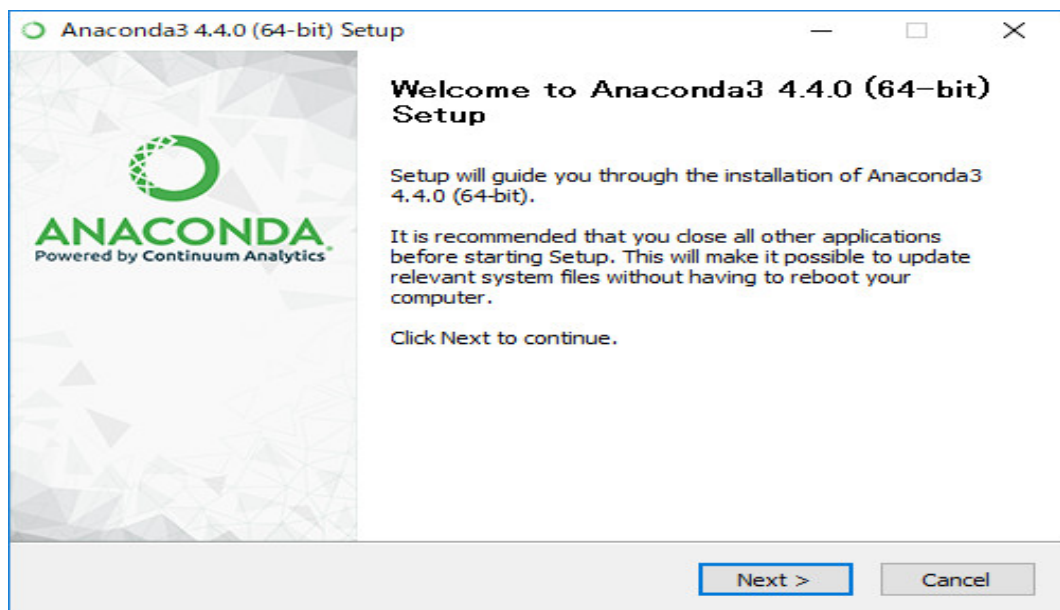 Anaconda3 4.4.0 (64-bit) Setup
ANACONDA
Powered by Continuum Analytics
Welcome to Anaconda3 4.4.0 (64-bit)
Setup
Setup will guide you through the installation of Anaconda3
4.4.0 (64-bit).
It is recommended that you close all other applications
before starting Setup. This will make it possible to update
relevant system files without having to reboot your
computer.
Click Next to continue.
Next >
Cancel